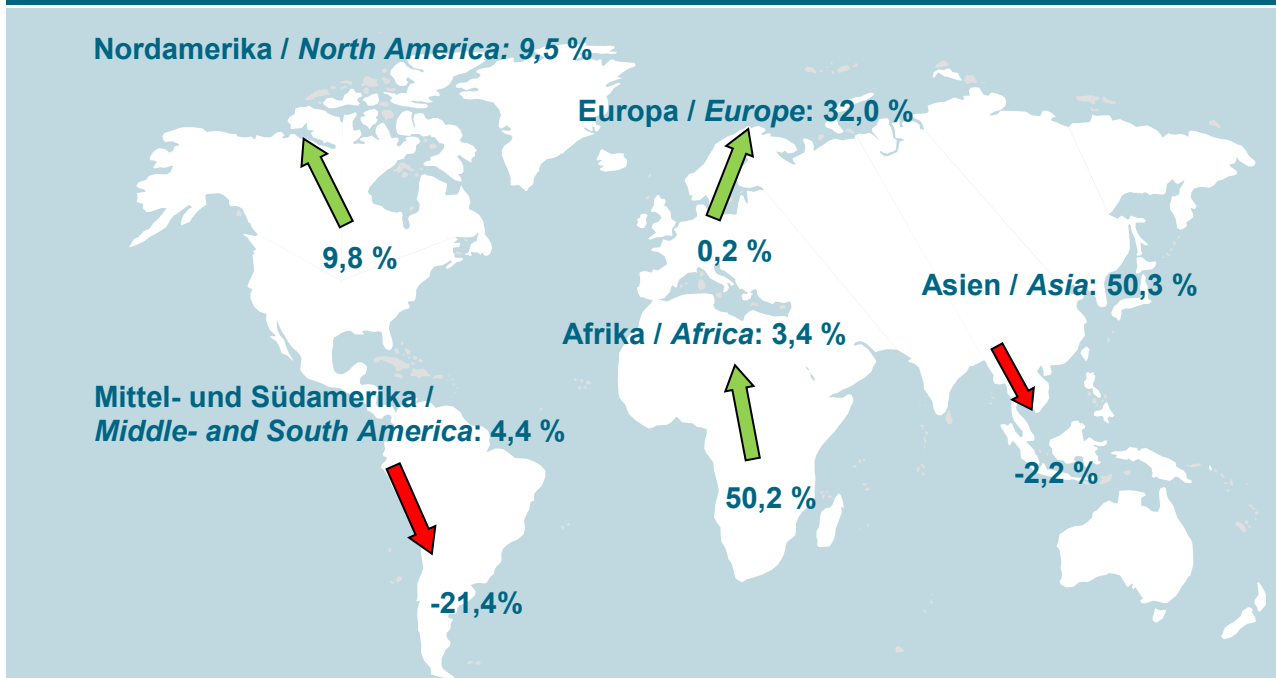 Nordamerika / North America: 9,5 %
Europa / Europe: 32,0 %
9,8 %
0,2 %
Asien / Asia: 50,3 %
Afrika / Africa: 3,4 %
Mittel- und Südamerika /
Middle- and South America: 4,4 %
-2,2 %
50,2 %
-21,4%